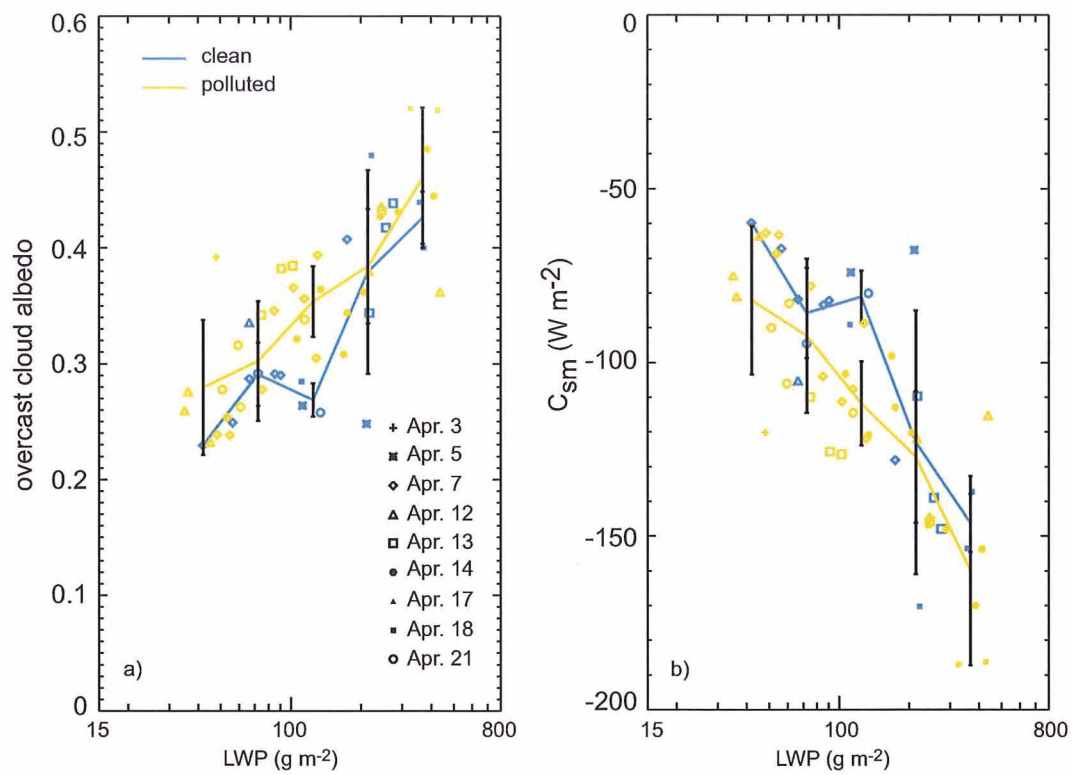 0.6
0.5
0.4
0.3
0.2
0.1
0
overcast cloud albedo
clean
polluted
Apr. 3
Apr. 5
Apr. 7
Apr. 12
Apr. 13
Apr. 14
Apr. 17
Apr. 18
Apr. 21
a)
15 100 800
LWP (g m-2)
0
-50
-100
-150
-200
Csm (W m-2)
b)
15 100 800
LWP (g m-2)